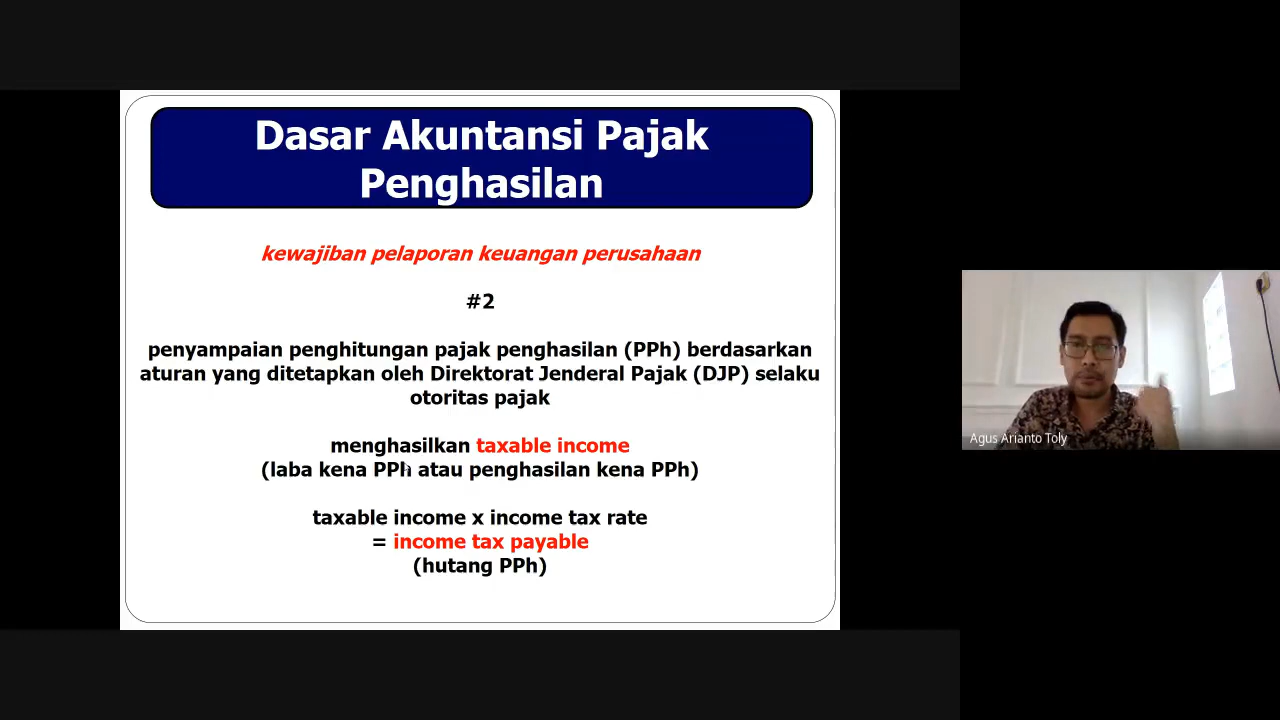 Dasar Akuntansi Pajak
Penghasilan
kewajiban pelaporan keuangan perusahaan
#2
penyampaian penghitungan pajak penghasilan (PPh) berdasarkan
aturan yang ditetapkan oleh Direktorat Jenderal Pajak (DJP) selaku
otoritas pajak
menghasilkan taxable income
(laba kena PPh atau penghasilan kena PPh)
taxable income x income tax rate
= income tax payable
(hutang PPh)
Agus Arianto Toly